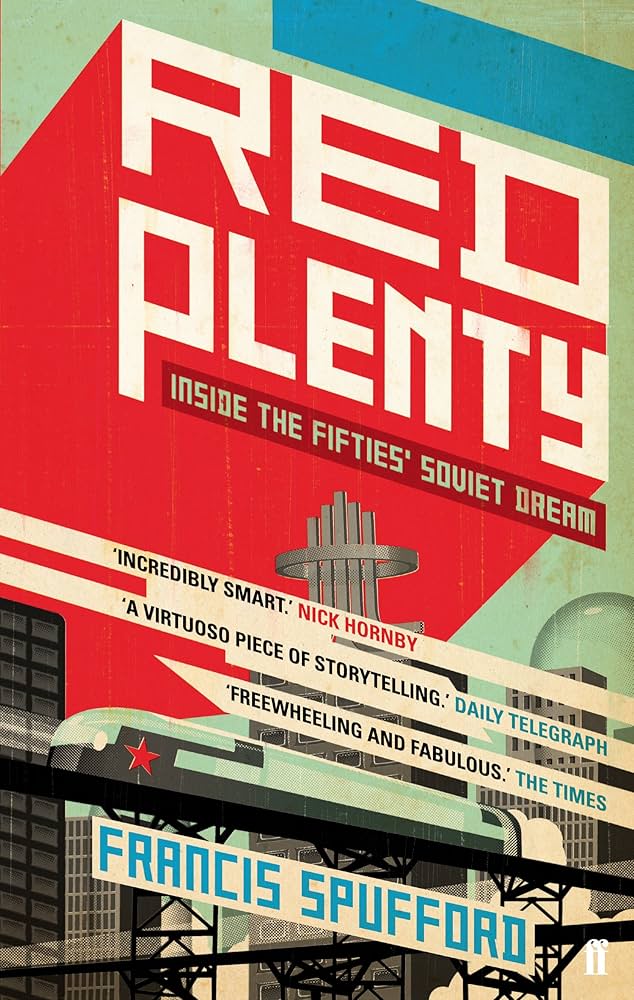 RED
PLENTY
INSIDE THE FIFTIES' SOVIET DREAM
'INCREDIBLY SMART.' NICK HORNBY
'A VIRTUOSO PIECE OF STORYTELLING.' DAILY TELEGRAPH
'FREEWHEELING AND FABULOUS.' THE TIMES
FRANCIS SPUFFORD
ff